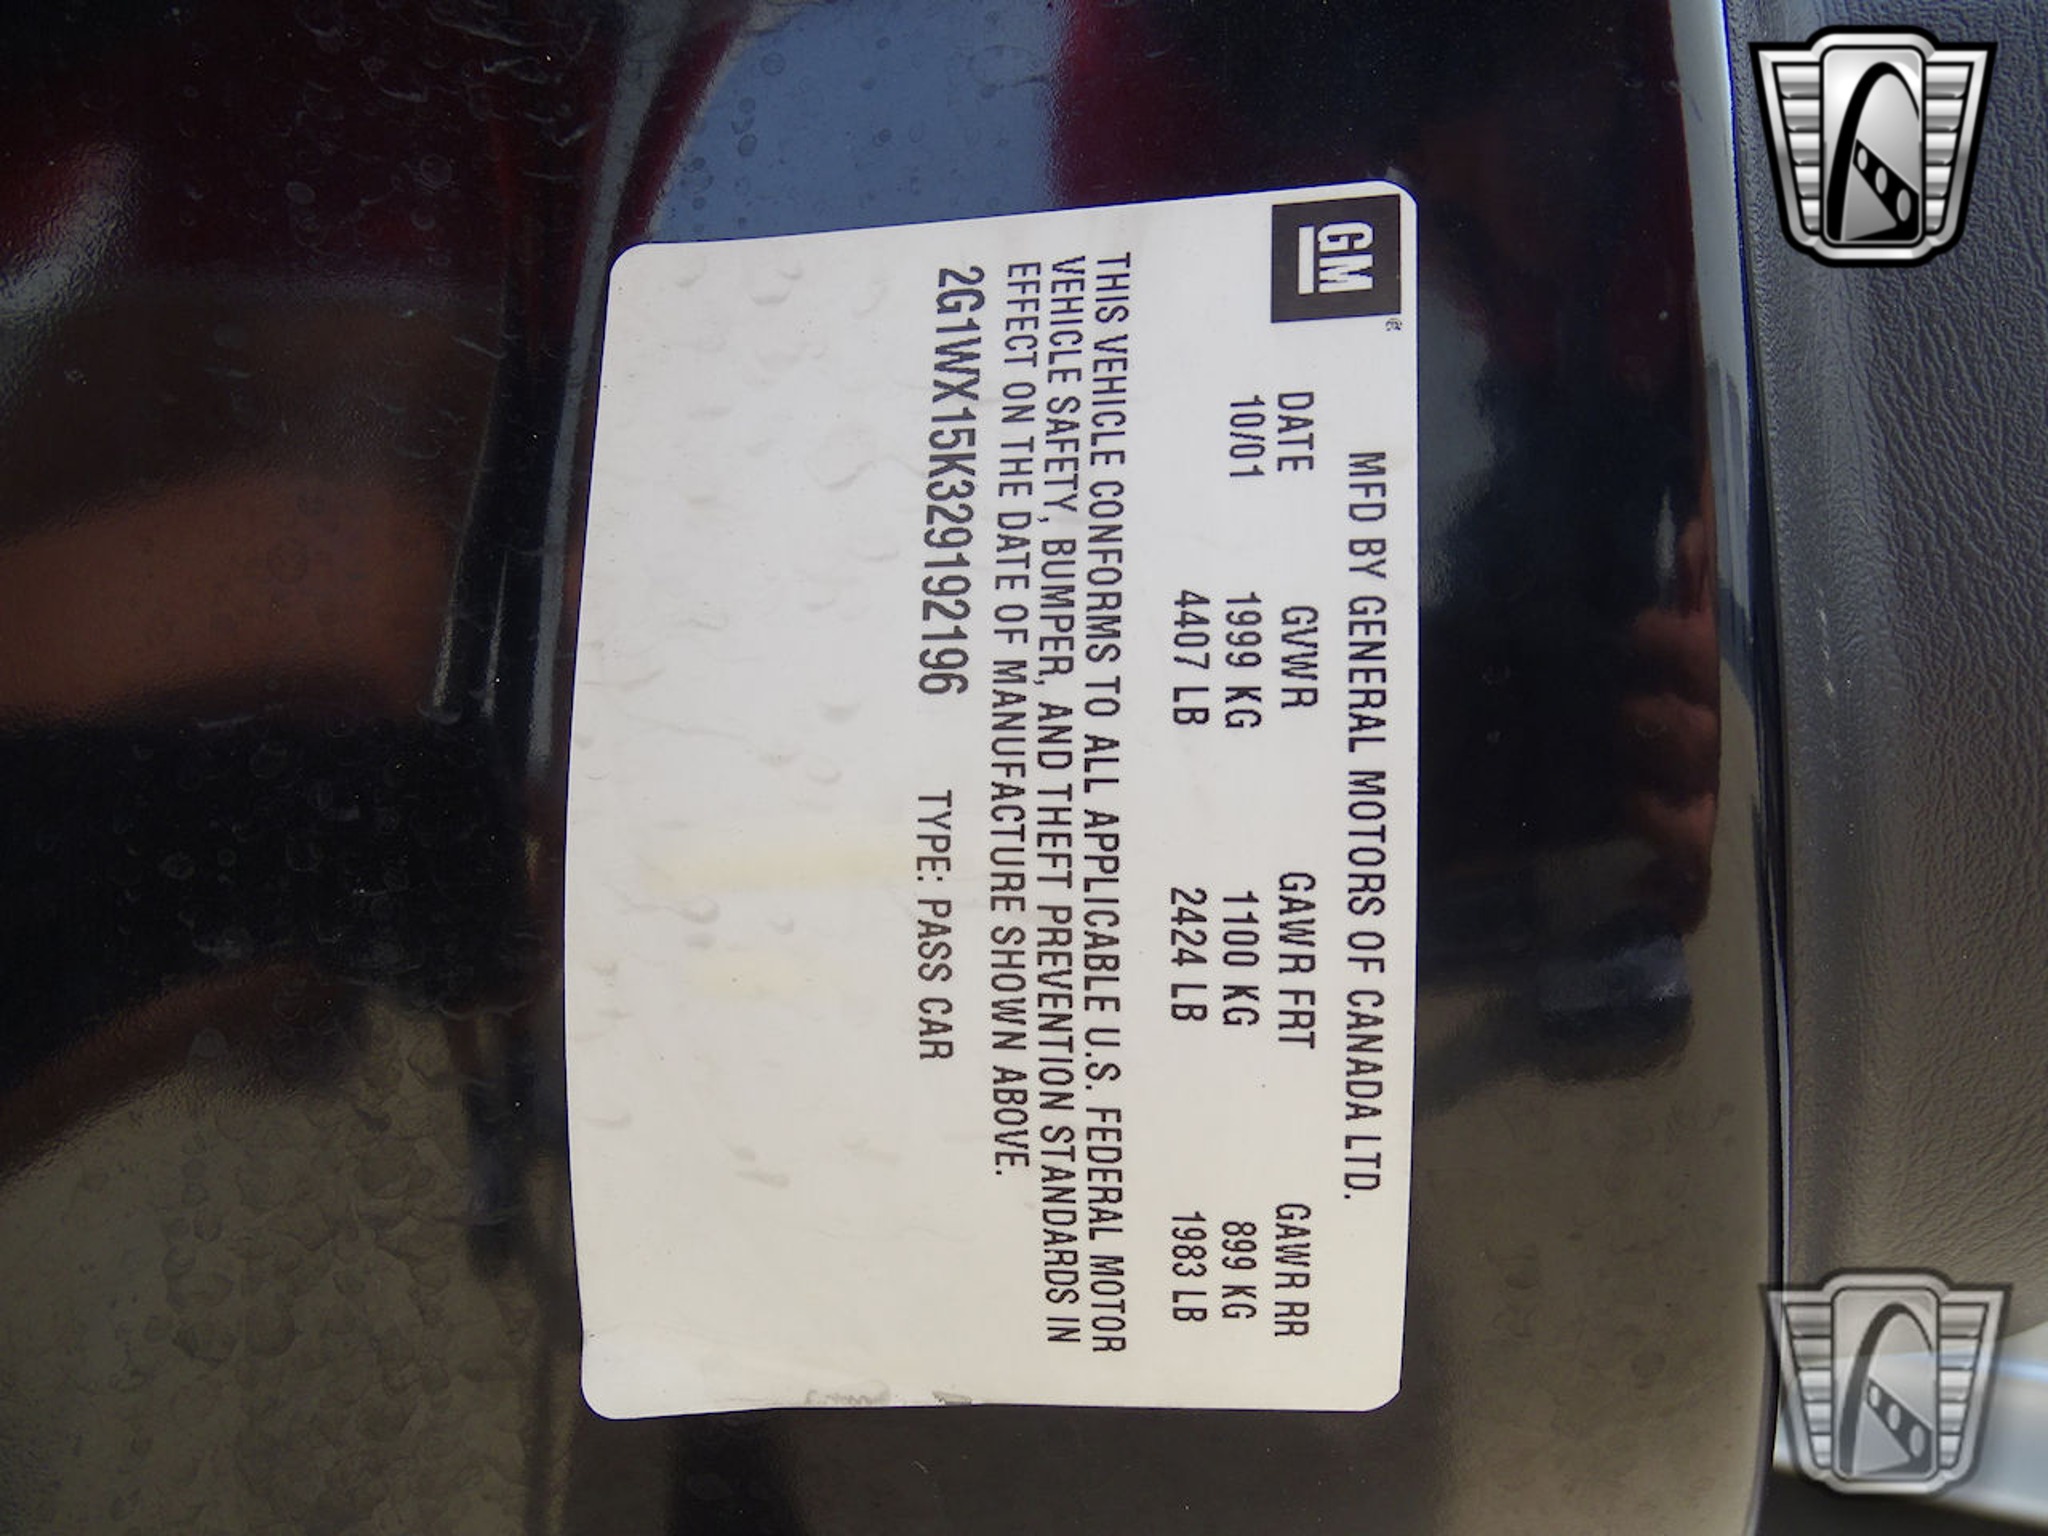 GM
MFD BY GENERAL MOTORS OF CANADA LTD.
DATE GVWR GAWR FRT GAWR RR
10/01 1999 KG 1100 KG 899 KG
4407 LB 2424 LB 1983 LB
THIS VEHICLE CONFORMS TO ALL APPLICABLE U.S. FEDERAL MOTOR
VEHICLE SAFETY, BUMPER, AND THEFT PREVENTION STANDARDS IN
EFFECT ON THE DATE OF MANUFACTURE SHOWN ABOVE.
2G1WX15K329192196 TYPE: PASS CAR